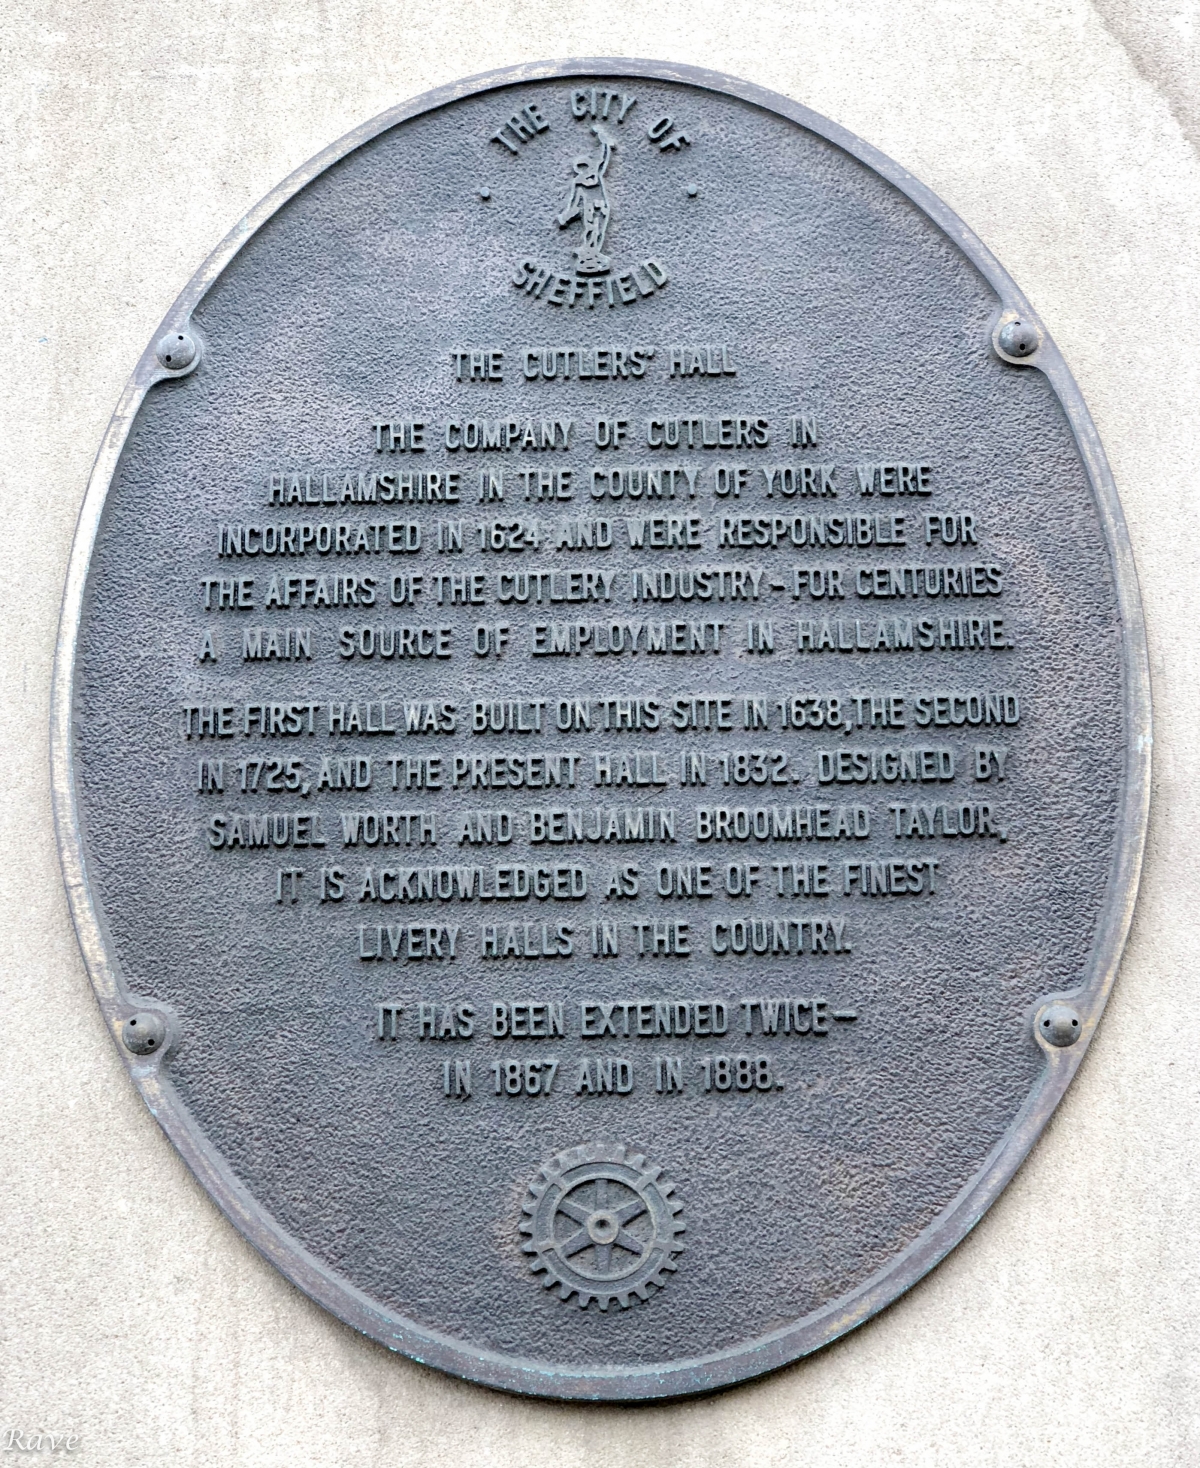 THE CITY OF
SHEFFIELD
THE CUTLERS' HALL
THE COMPANY OF CUTLERS IN
HALLAMSHIRE IN THE COUNTY OF YORK WERE
INCORPORATED IN 1624 AND WERE RESPONSIBLE FOR
THE AFFAIRS OF THE CUTLERY INDUSTRY - FOR CENTURIES
A MAIN SOURCE OF EMPLOYMENT IN HALLAMSHIRE.
THE FIRST HALL WAS BUILT ON THIS SITE IN 1638, THE SECOND
IN 1725, AND THE PRESENT HALL IN 1832. DESIGNED BY
SAMUEL WORTH AND BENJAMIN BROOMHEAD TAYLOR,
IT IS ACKNOWLEDGED AS ONE OF THE FINEST
LIVERY HALLS IN THE COUNTRY.
IT HAS BEEN EXTENDED TWICE—
IN 1867 AND IN 1888.
Rave